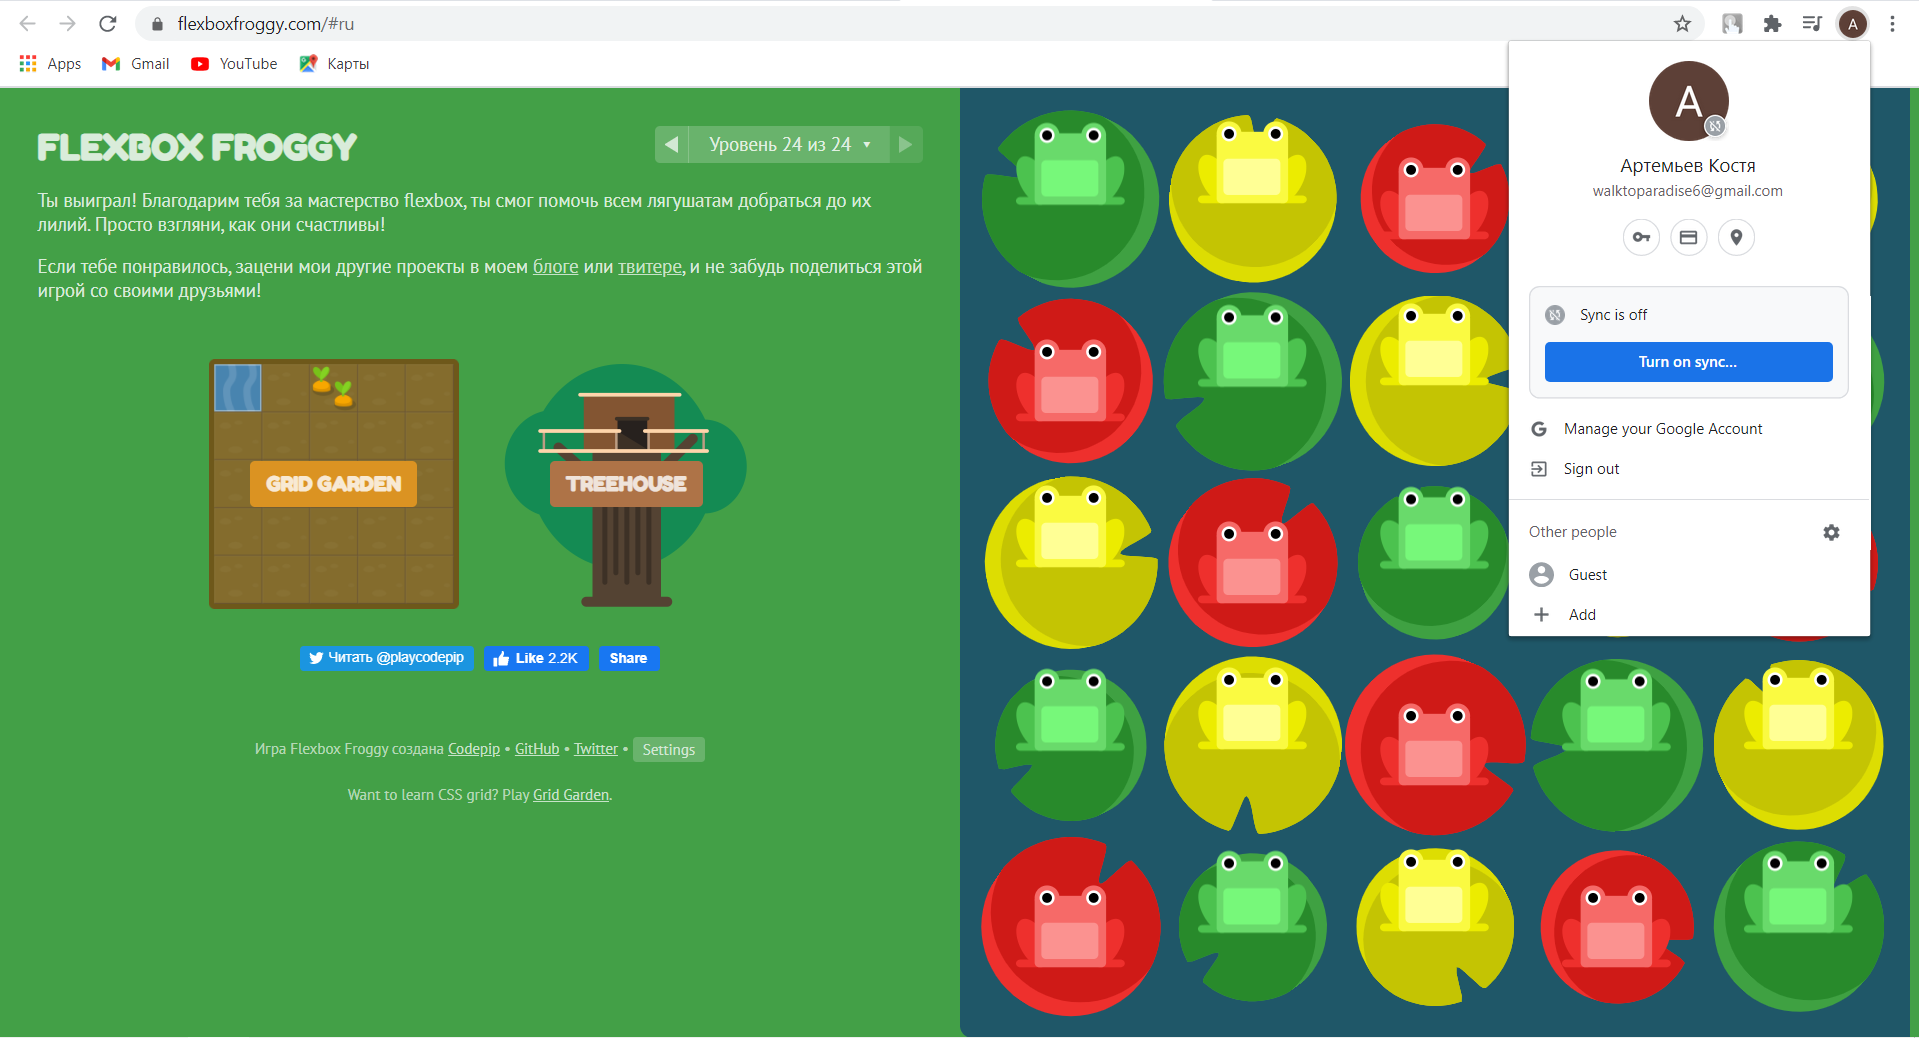 flexboxfroggy.com/#ru
A
Apps
Gmail
YouTube
Карты
FLEXBOX FROGGY
Уровень 24 из 24
Ты выиграл! Благодарим тебя за мастерство flexbox, ты смог помочь всем лягушатам добраться до их
лилий. Просто взгляни, как они счастливы!
Если тебе понравилось, зацени мои другие проекты в моем блоге или твитере, и не забудь поделиться этой
игрой со своими друзьями!
GRID GARDEN
TREEHOUSE
Читать @playcodepip
Like 2.2K
Share
Игра Flexbox Froggy создана Codepip • GitHub • Twitter • Settings
Want to learn CSS grid? Play Grid Garden.
A
Артемьев Костя
walktoparadise6@gmail.com
Sync is off
Turn on sync...
G
Manage your Google Account
Sign out
Other people
Guest
Add